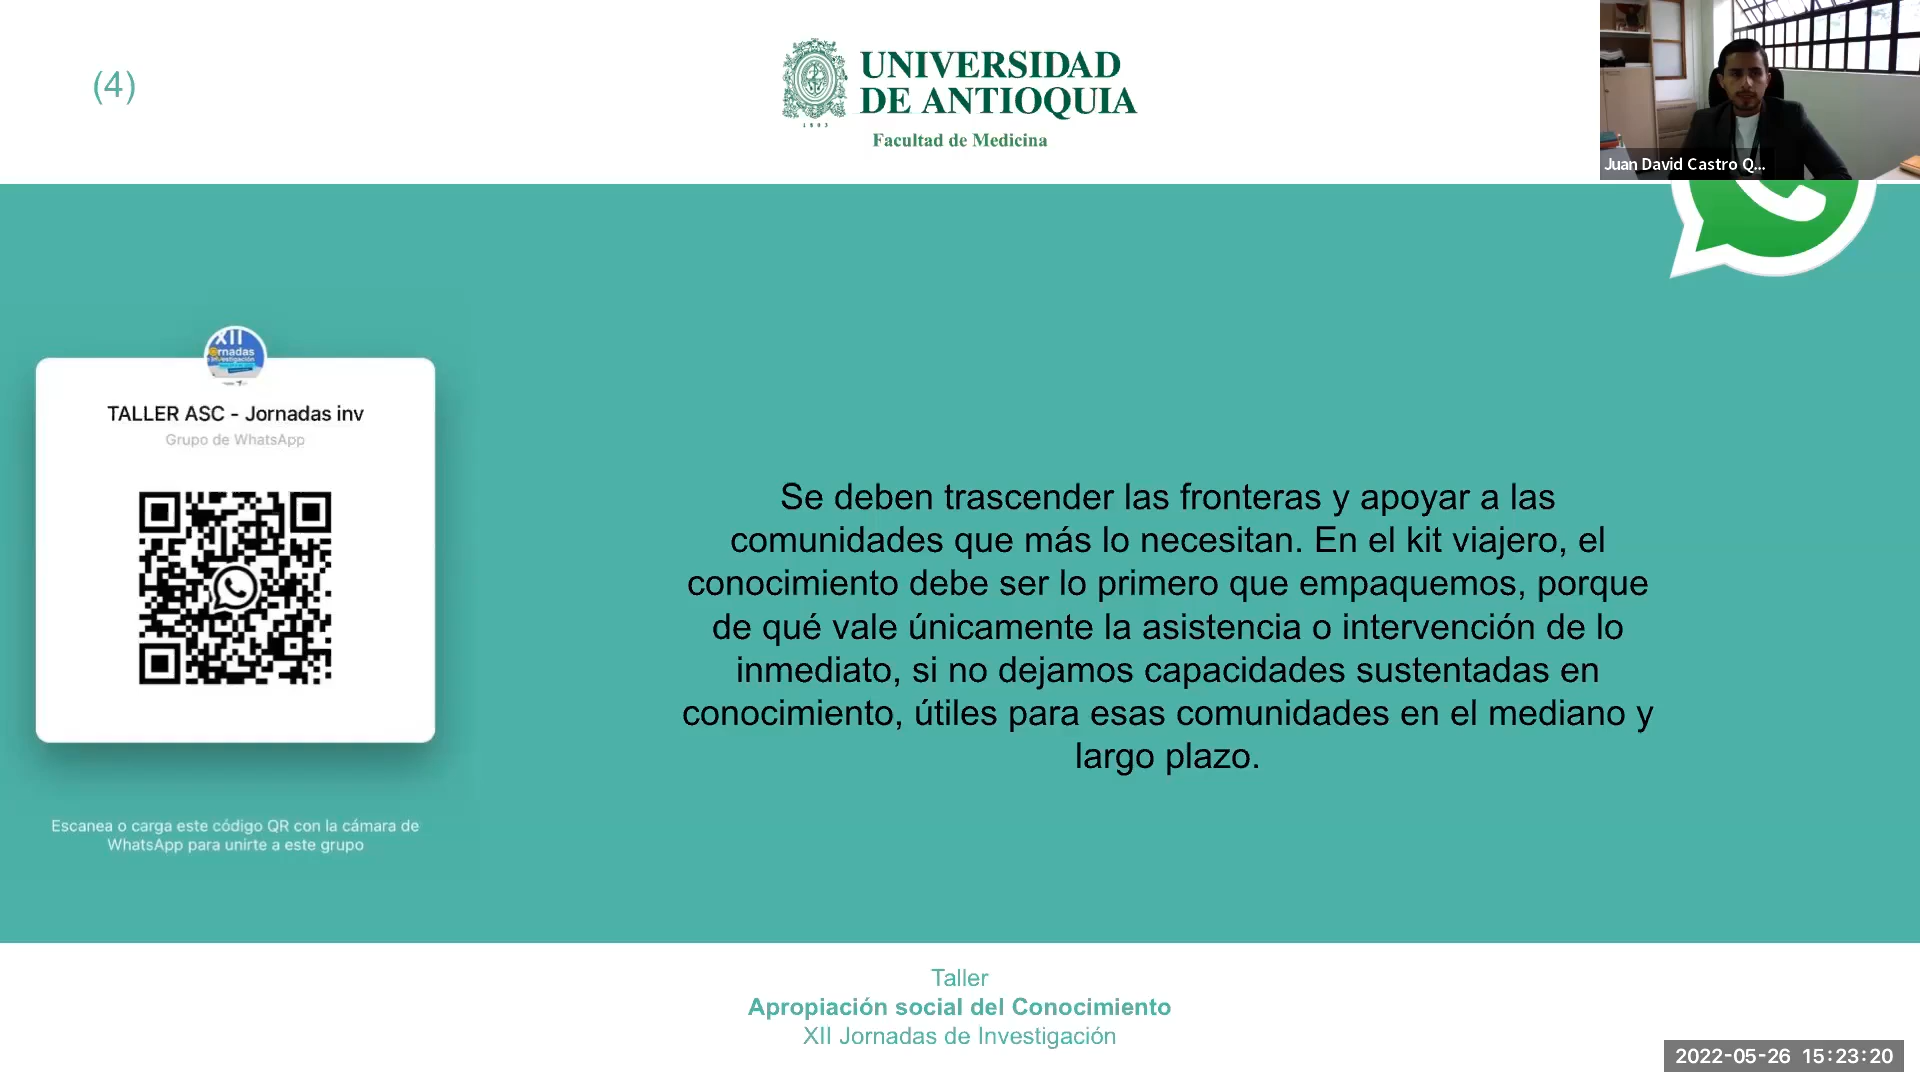 (4)
UNIVERSIDAD
DE ANTIOQUIA
1803
Facultad de Medicina
Juan David Castro Q...
XII
Jornadas
TALLER ASC - Jornadas inv
Grupo de WhatsApp
Escanea o carga este código QR con la cámara de
WhatsApp para unirte a este grupo
Se deben trascender las fronteras y apoyar a las
comunidades que más lo necesitan. En el kit viajero, el
conocimiento debe ser lo primero que empaquemos, porque
de qué vale únicamente la asistencia o intervención de lo
inmediato, si no dejamos capacidades sustentadas en
conocimiento, útiles para esas comunidades en el mediano y
largo plazo.
Taller
Apropiación social del Conocimiento
XII Jornadas de Investigación
2022-05-26 15:23:20